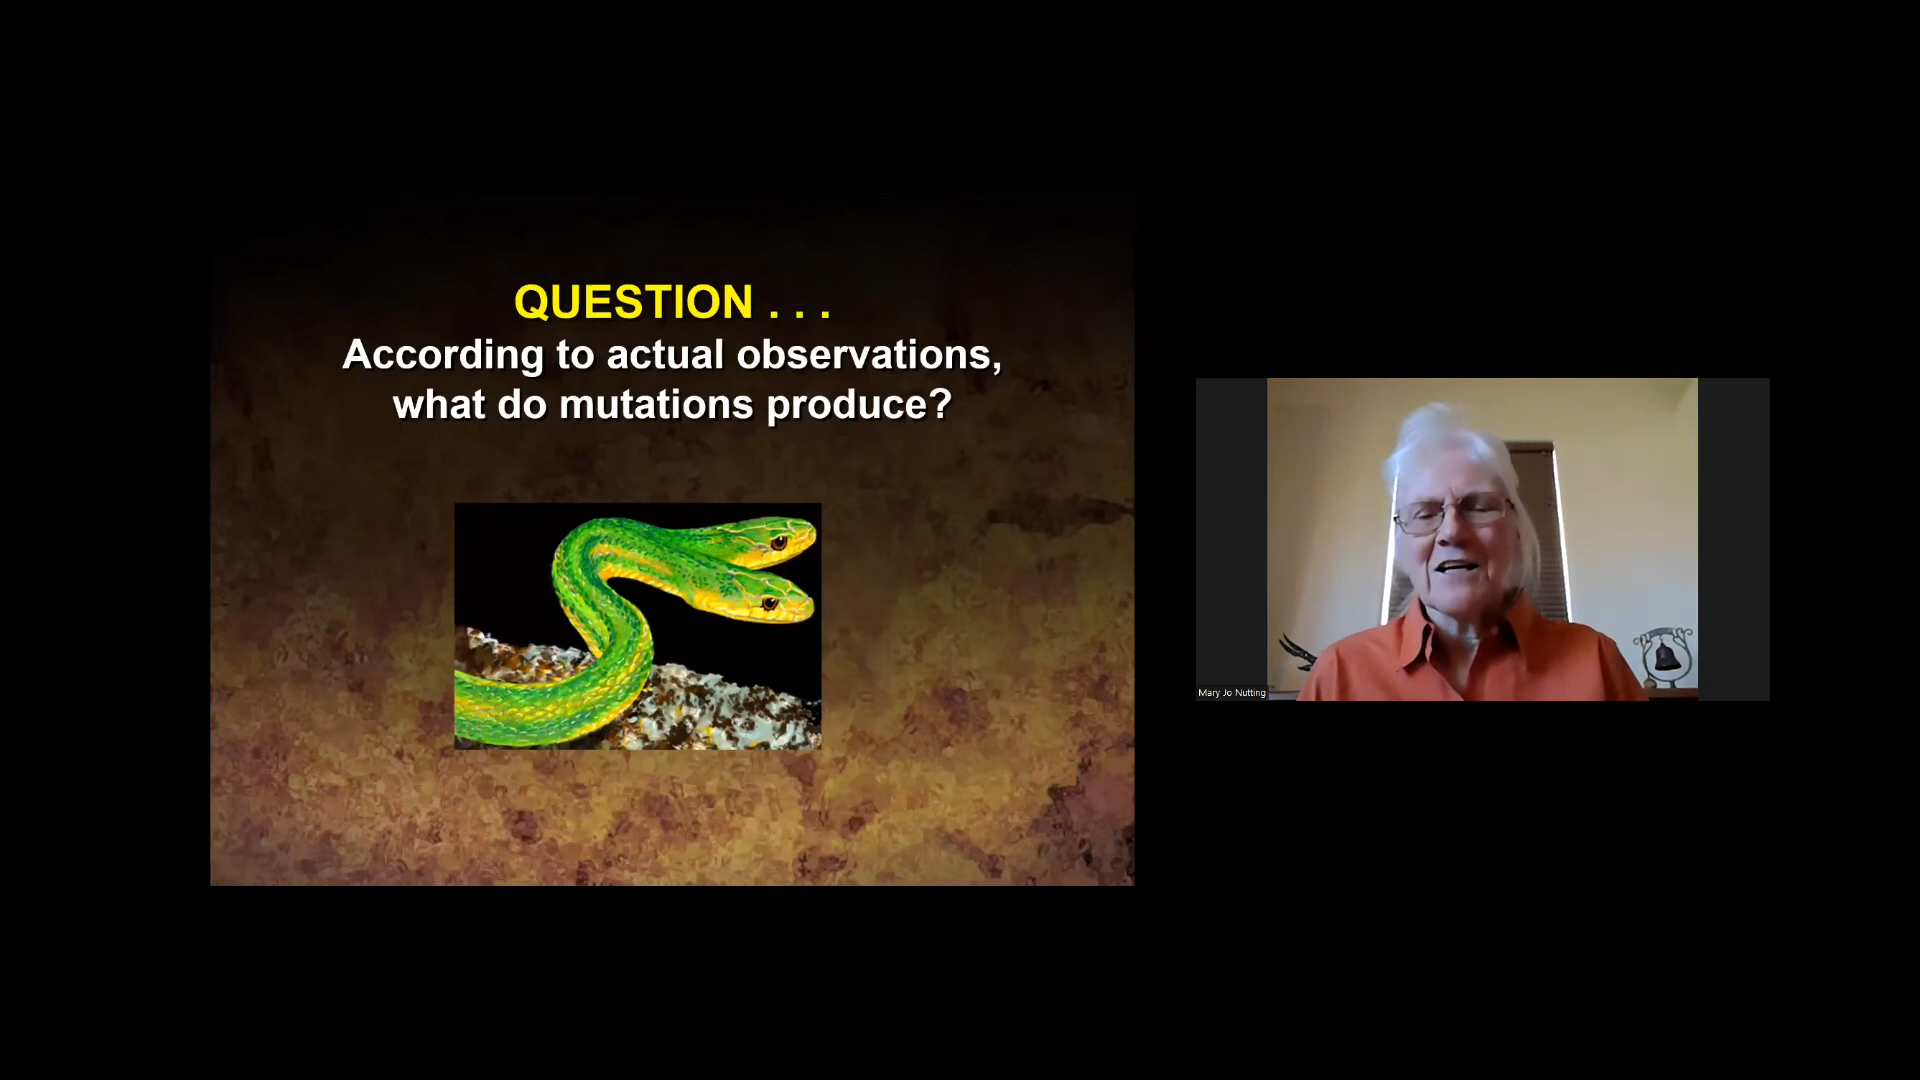 QUESTION . . .
According to actual observations,
what do mutations produce?
Mary Jo Nutting